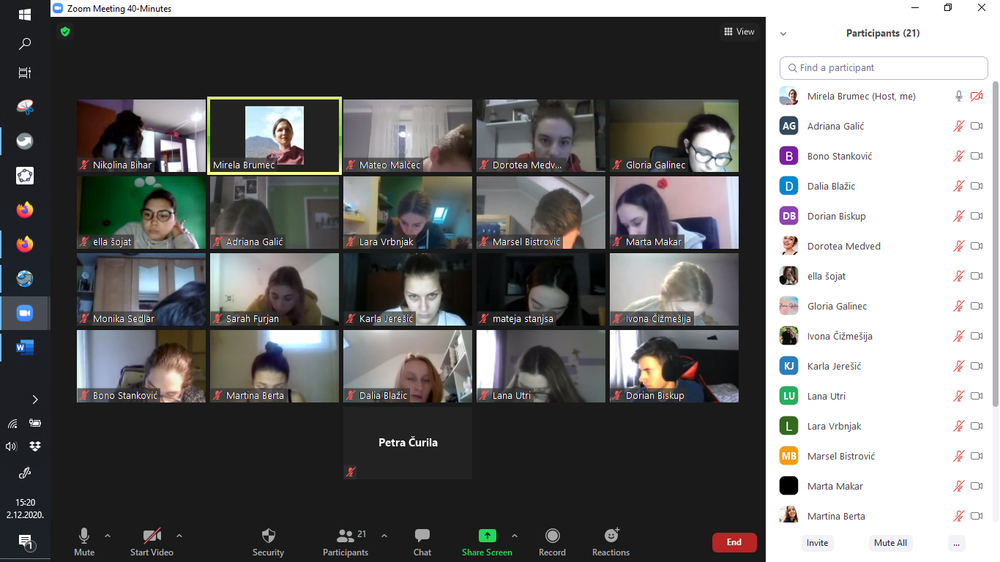 Zoom Meeting 40-Minutes
View
Participants (21)
Find a participant
Nikolina Bihar
Mirela Brumec
Mateo Malčec
Dorotea Medv...
Gloria Galinec
ella šojat
Adriana Galić
Lara Vrbnjak
Marsel Bistrović
Marta Makar
Monika Sedlar
Sarah Furjan
Karla Jerešić
mateja stanjsa
Ivona Čižmešija
Bono Stanković
Martina Berta
Dalia Blažic
Lana Utri
Dorian Biskup
Petra Čurila
Mirela Brumec (Host, me)
AG Adriana Galić
B Bono Stanković
D Dalia Blažic
DB Dorian Biskup
Dorotea Medved
ella šojat
Gloria Galinec
Ivona Čižmešija
KJ Karla Jerešić
LU Lana Utri
L Lara Vrbnjak
MB Marsel Bistrović
Marta Makar
Martina Berta
Invite
Mute All
...
W
15:20
2.12.2020.
1
Mute
Start Video
Security
21
Participants
Chat
Share Screen
Record
Reactions
End